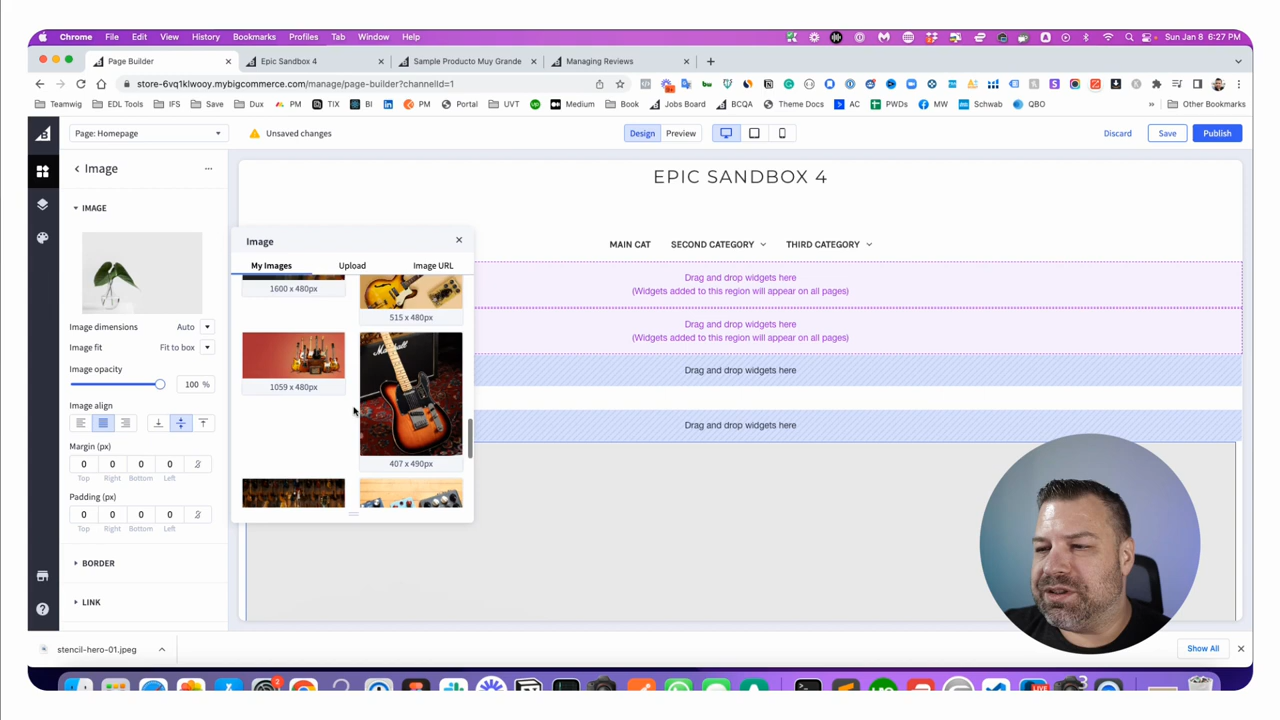 Chrome File Edit View History Bookmarks Profiles Tab Window Help Sun Jan 8 6:27 PM
Page Builder Epic Sandbox 4 Sample Producto Muy Grande Managing Reviews
store-6vq1klwooy.mybigcommerce.com/manage/page-builder?channelId=1
Teamwig EDL Tools IFS Save Dux PM TIX BI PM Portal UVT Medium Book Jobs Board BCQA Theme Docs AC PWDs MW Schwab QBO » Other Bookmarks
Page: Homepage Unsaved changes Design Preview Discard Save Publish
Image
IMAGE
Image dimensions Auto
Image fit Fit to box
Image opacity
100 %
Image align
Margin (px)
0 0 0 0
Top Right Bottom Left
Padding (px)
0 0 0 0
Top Right Bottom Left
BORDER
LINK
Image
My Images Upload Image URL
1600 x 480px
515 x 480px
Marshall
1059 x 480px
407 x 490px
EPIC SANDBOX 4
MAIN CAT SECOND CATEGORY THIRD CATEGORY
Drag and drop widgets here
(Widgets added to this region will appear on all pages)
Drag and drop widgets here
(Widgets added to this region will appear on all pages)
Drag and drop widgets here
Drag and drop widgets here
stencil-hero-01.jpeg Show All
2
LIVE
3